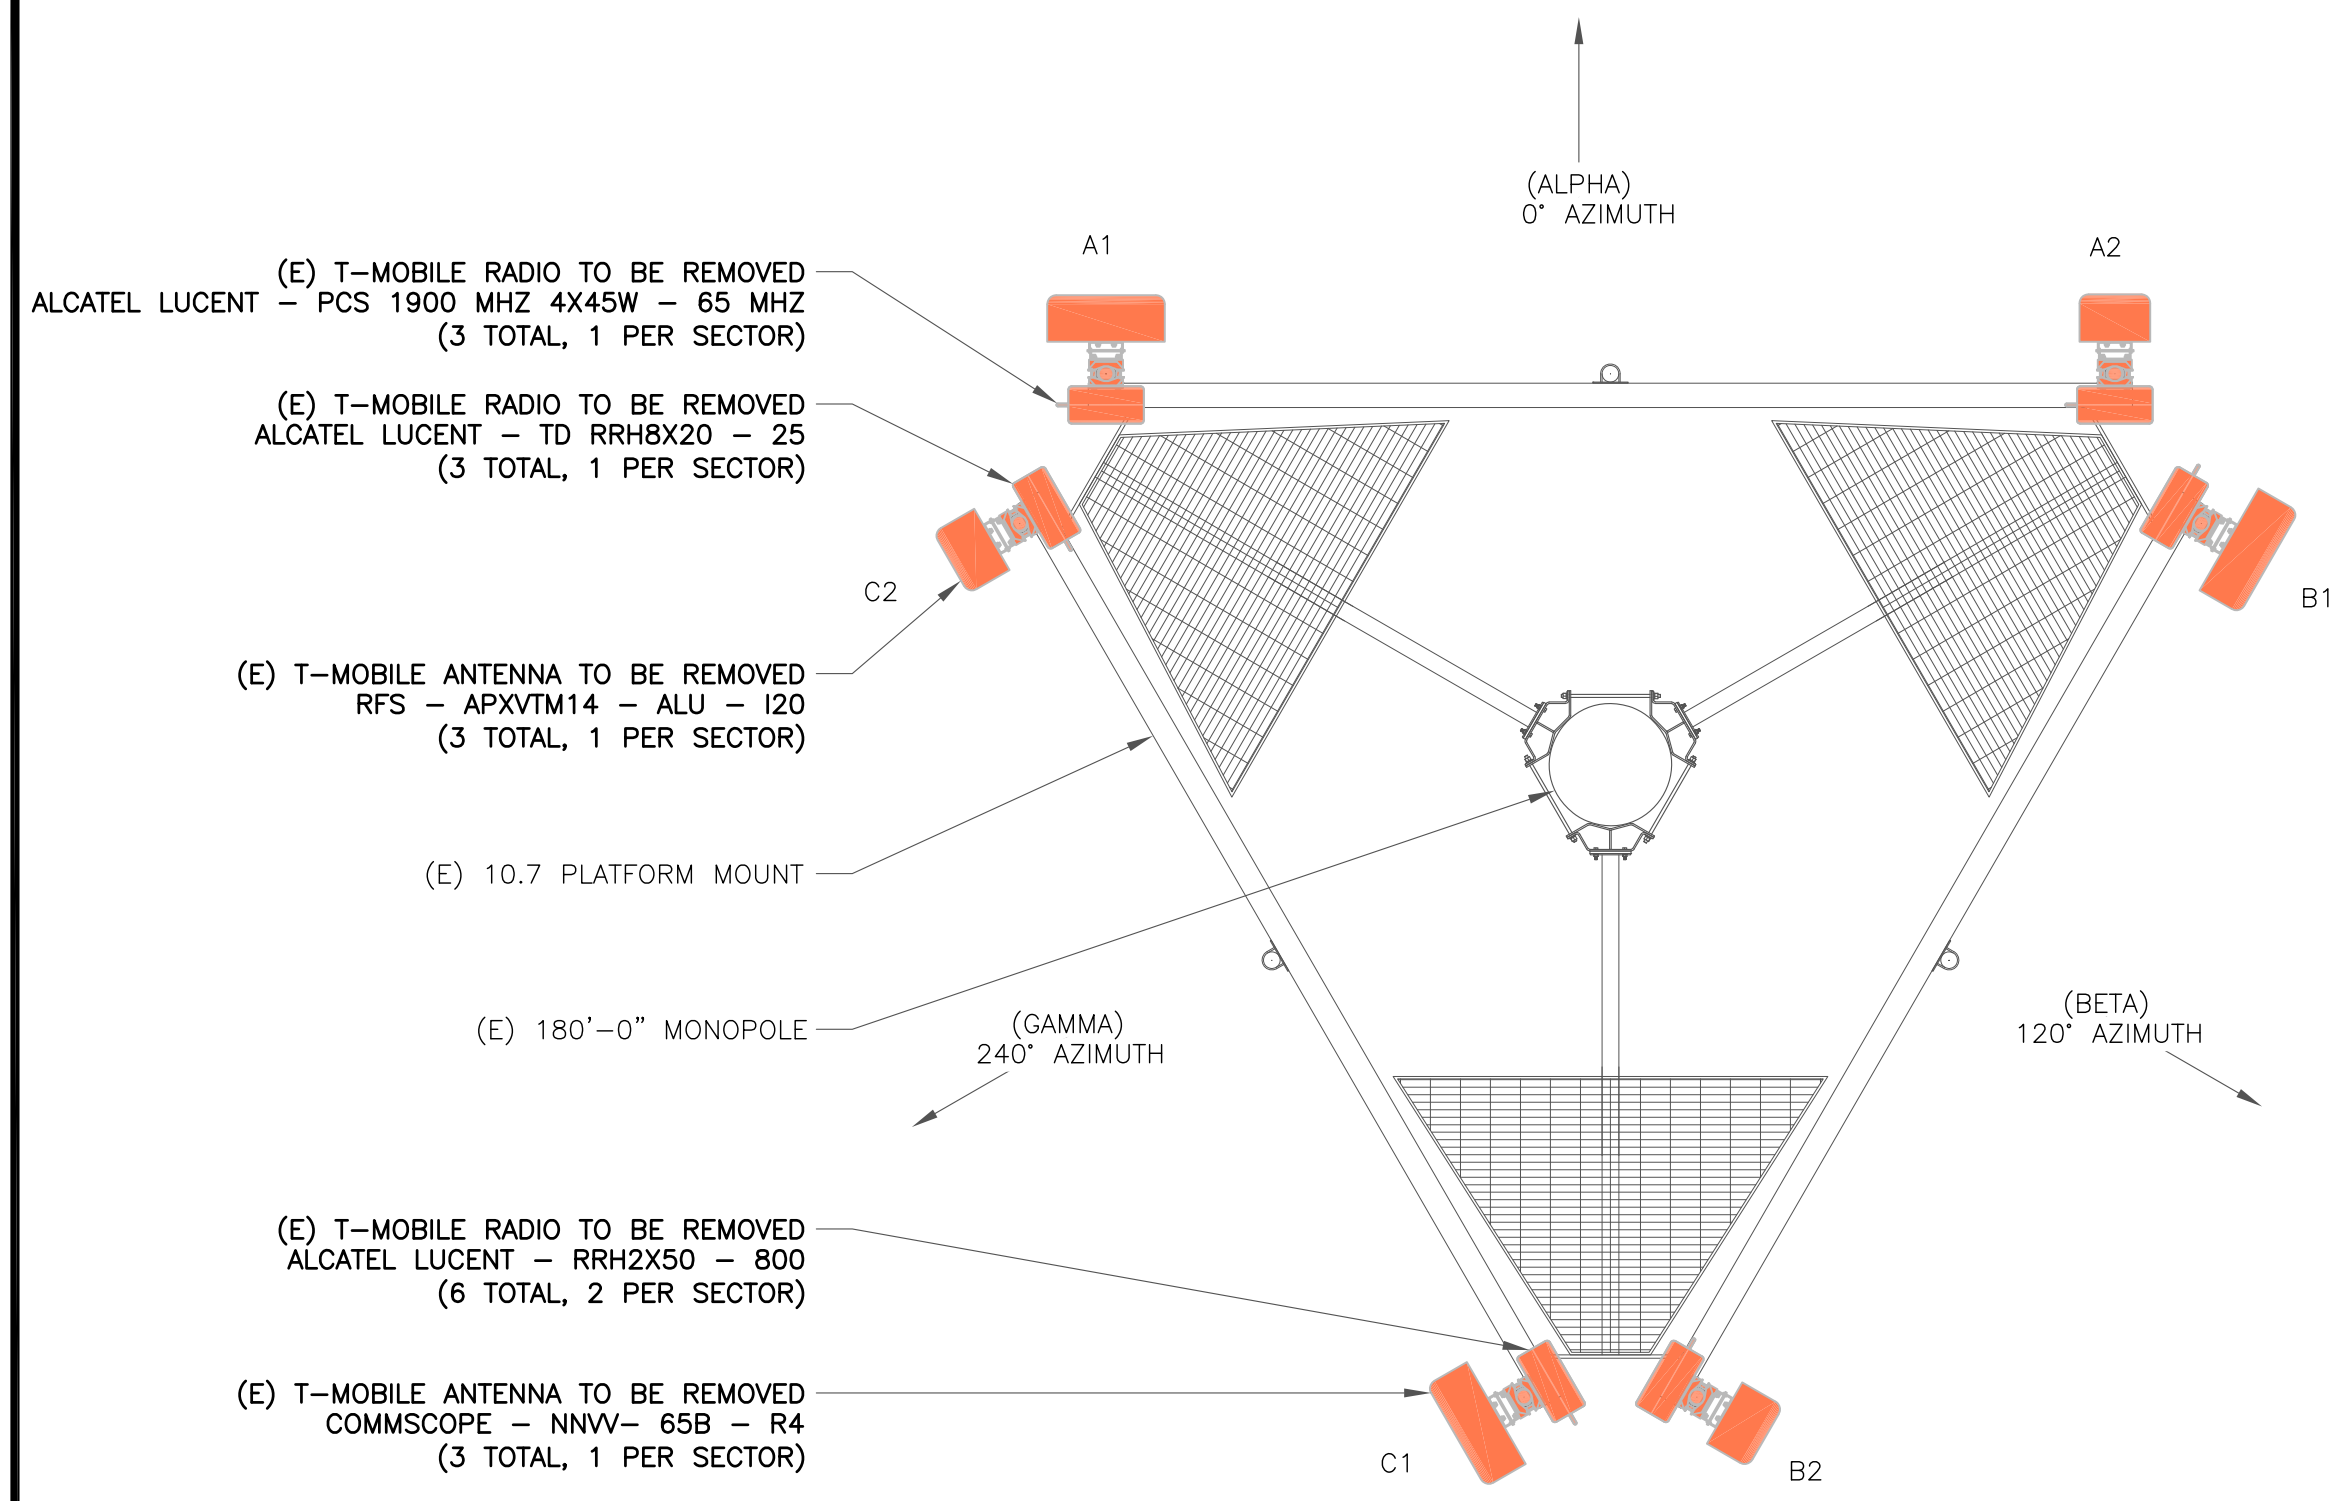 (ALPHA)
0° AZIMUTH
A1
A2
(E) T-MOBILE RADIO TO BE REMOVED
ALCATEL LUCENT - PCS 1900 MHZ 4X45W - 65 MHZ
(3 TOTAL, 1 PER SECTOR)
(E) T-MOBILE RADIO TO BE REMOVED
ALCATEL LUCENT - TD RRH8X20 - 25
(3 TOTAL, 1 PER SECTOR)
C2
B1
(E) T-MOBILE ANTENNA TO BE REMOVED
RFS - APXVTM14 - ALU - I20
(3 TOTAL, 1 PER SECTOR)
(E) 10.7 PLATFORM MOUNT
(E) 180'-0" MONOPOLE
(GAMMA)
240° AZIMUTH
(BETA)
120° AZIMUTH
(E) T-MOBILE RADIO TO BE REMOVED
ALCATEL LUCENT - RRH2X50 - 800
(6 TOTAL, 2 PER SECTOR)
(E) T-MOBILE ANTENNA TO BE REMOVED
COMMSCOPE - NNVV- 65B - R4
(3 TOTAL, 1 PER SECTOR)
C1
B2